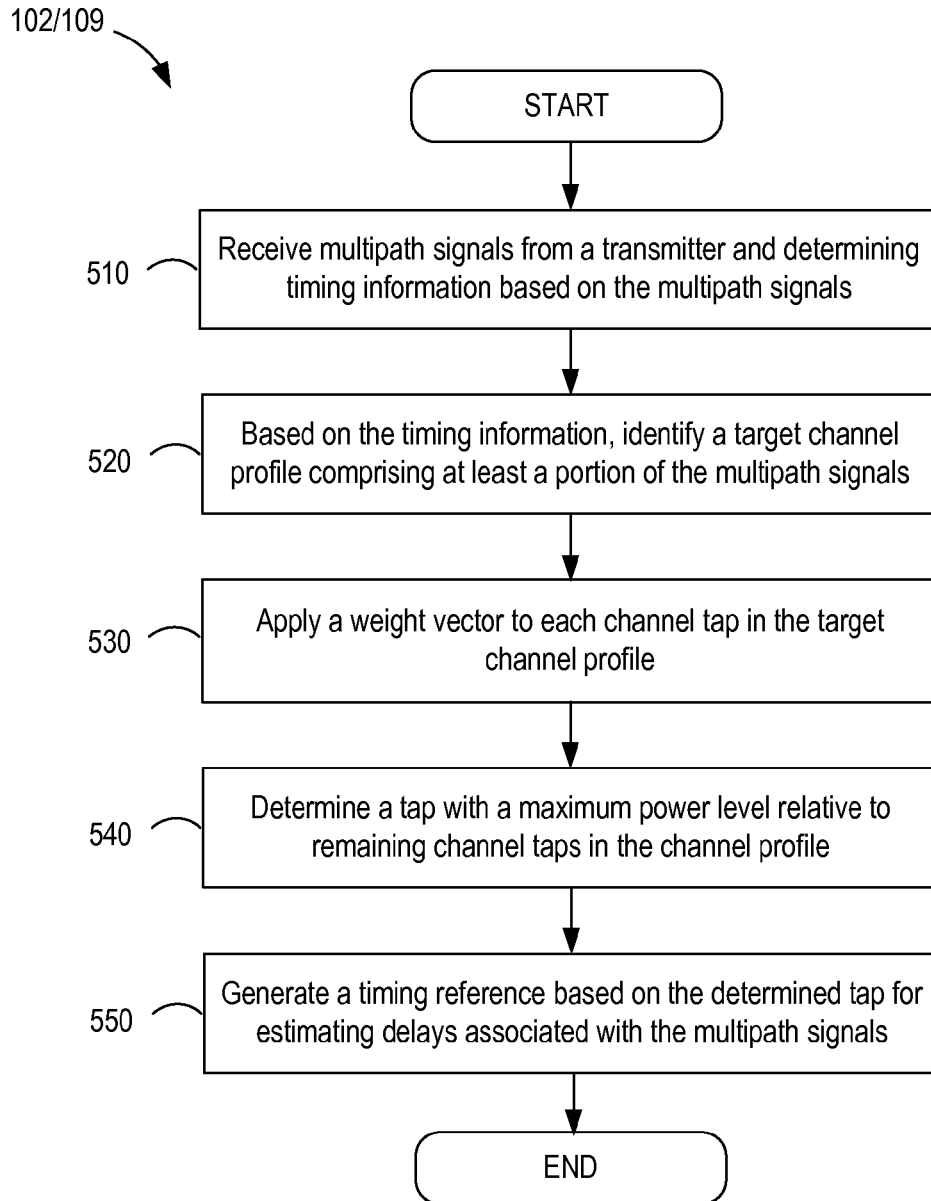 102/109
START
510
Receive multipath signals from a transmitter and determining
timing information based on the multipath signals
520
Based on the timing information, identify a target channel
profile comprising at least a portion of the multipath signals
530
Apply a weight vector to each channel tap in the target
channel profile
540
Determine a tap with a maximum power level relative to
remaining channel taps in the channel profile
550
Generate a timing reference based on the determined tap for
estimating delays associated with the multipath signals
END